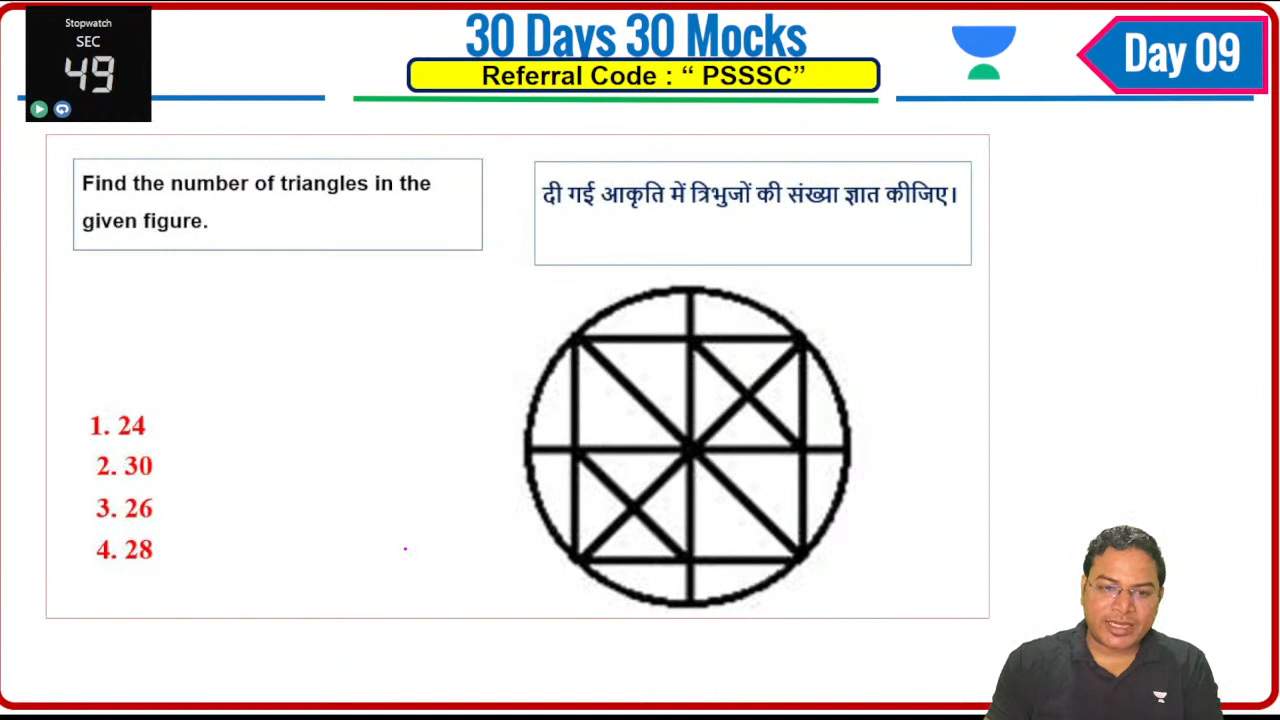 Stopwatch
SEC
49
30 Days 30 Mocks
Referral Code : “ PSSSC”
Day 09
Find the number of triangles in the
given figure.
दी गई आकृति में त्रिभुजों की संख्या ज्ञात कीजिए।
1. 24
2. 30
3. 26
4. 28